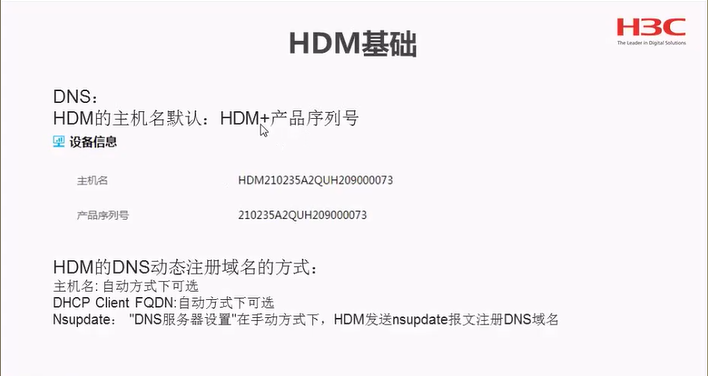 HDM基础
H3C
The Leader in Digital Solutions
DNS：
HDM的主机名默认：HDM+产品序列号
设备信息
主机名 HDM210235A2QUH209000073
产品序列号 210235A2QUH209000073
HDM的DNS动态注册域名的方式：
主机名: 自动方式下可选
DHCP Client FQDN:自动方式下可选
Nsupdate： "DNS服务器设置"在手动方式下，HDM发送nsupdate报文注册DNS域名